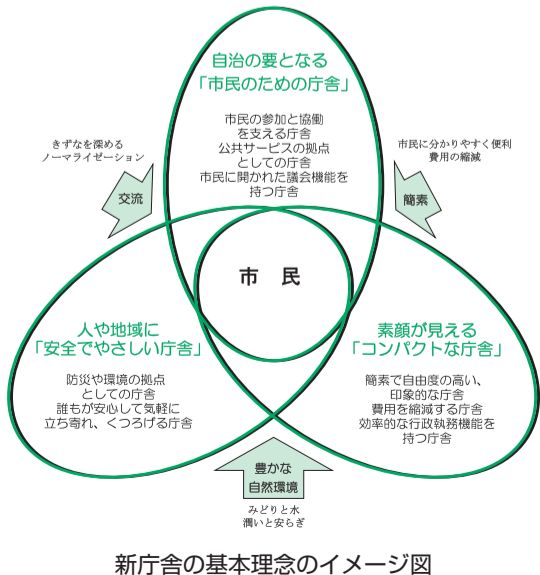 自治の要となる
「市民のための庁舎」
市民の参加と協働
を支える庁舎
公共サービスの拠点
としての庁舎
市民に開かれた議会機能を
持つ庁舎
きずなを深める
ノーマライゼーション
交流
市民に分かりやすく便利
費用の縮減
簡素
市 民
人や地域に
「安全でやさしい庁舎」
防災や環境の拠点
としての庁舎
誰もが安心して気軽に
立ち寄れ、くつろげる庁舎
素顔が見える
「コンパクトな庁舎」
簡素で自由度の高い、
印象的な庁舎
費用を縮減する庁舎
効率的な行政執務機能を
持つ庁舎
豊かな
自然環境
みどりと水
潤いと安らぎ
新庁舎の基本理念のイメージ図